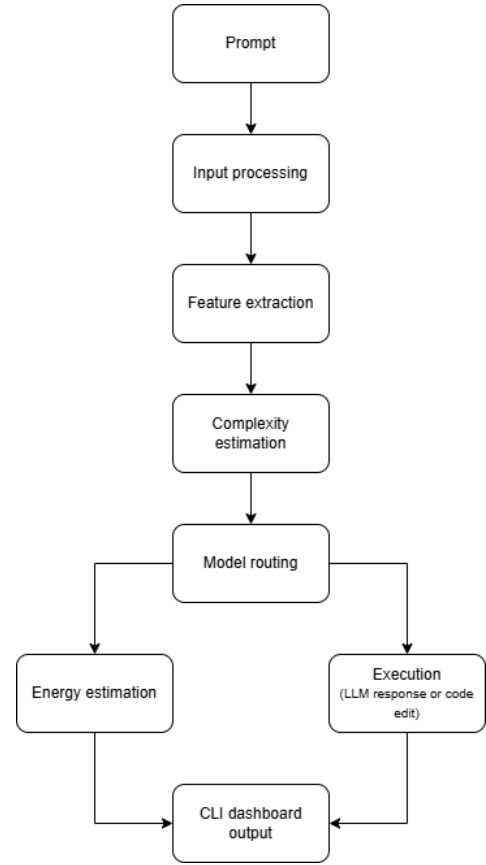 Prompt
Input processing
Feature extraction
Complexity
estimation
Model routing
Energy estimation
Execution
(LLM response or code
edit)
CLI dashboard
output